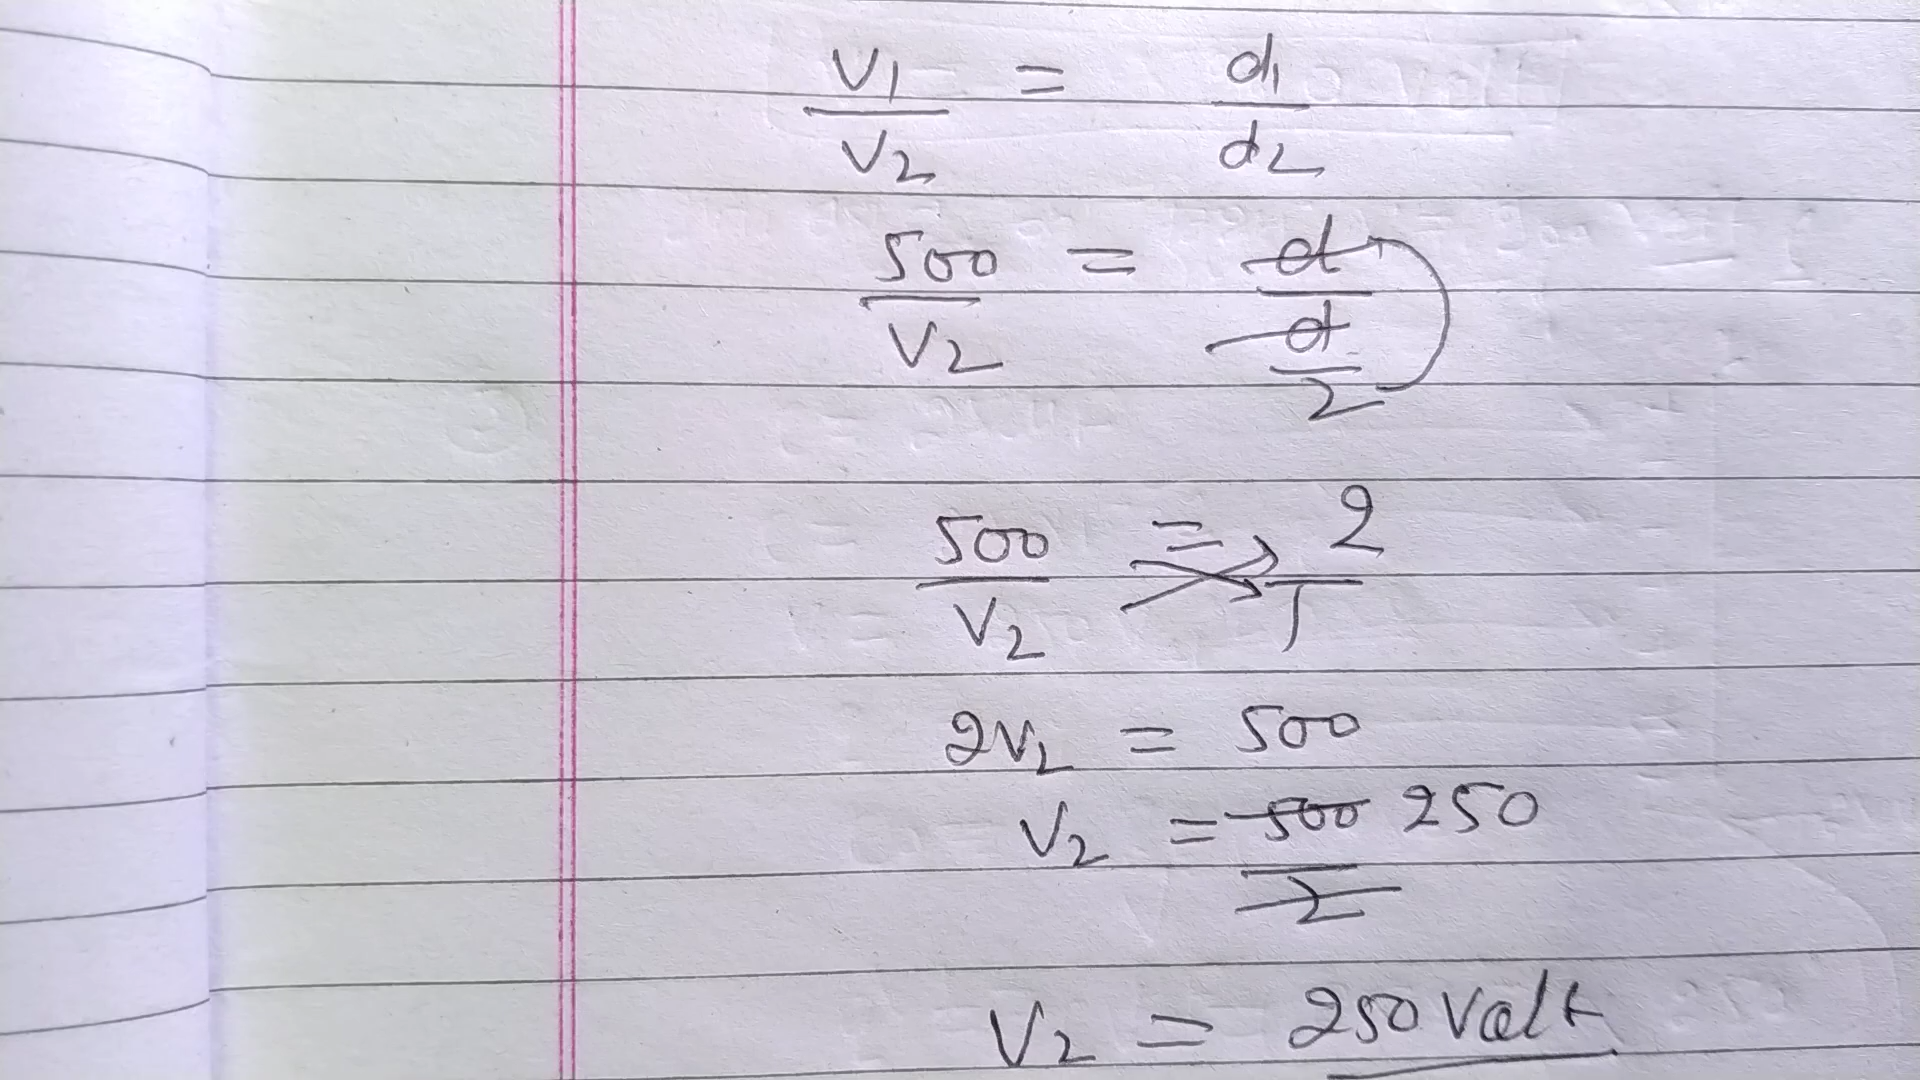 V1/V2 = d1/d2
500/V2 = d/(d/2)
500/V2 = 2/1
2V2 = 500
V2 = 500/2 250
V2 = 250 Volt